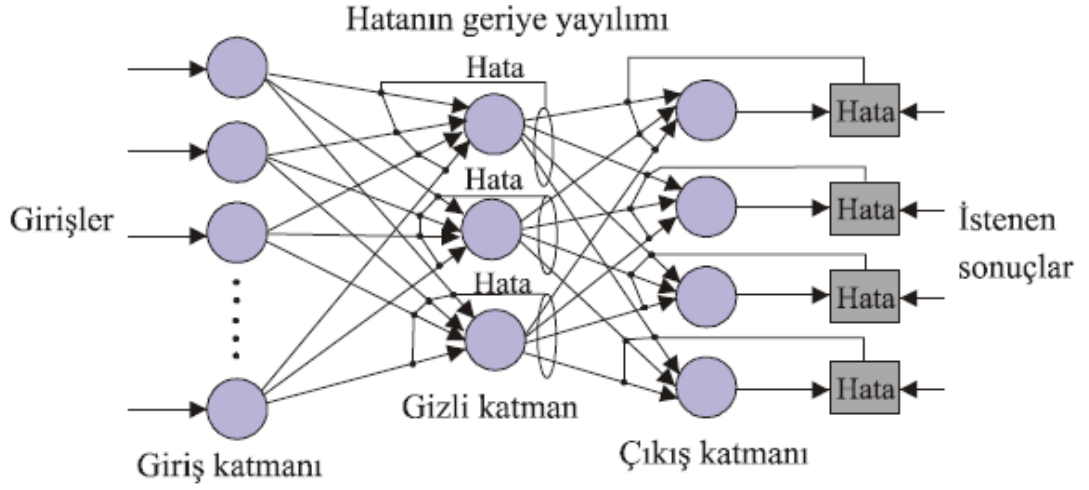 Hatanın geriye yayılımı
Hata
Hata
Hata
Hata
Hata
Hata
Hata
Girişler
İstenen
sonuçlar
Gizli katman
Giriş katmanı
Çıkış katmanı